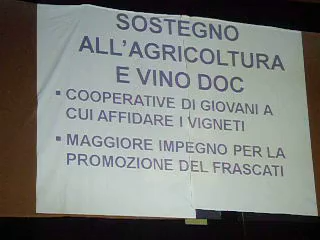 SOSTEGNO
ALL'AGRICOLTURA
E VINO DOC
▪ COOPERATIVE DI GIOVANI A
CUI AFFIDARE I VIGNETI
▪ MAGGIORE IMPEGNO PER LA
PROMOZIONE DEL FRASCATI